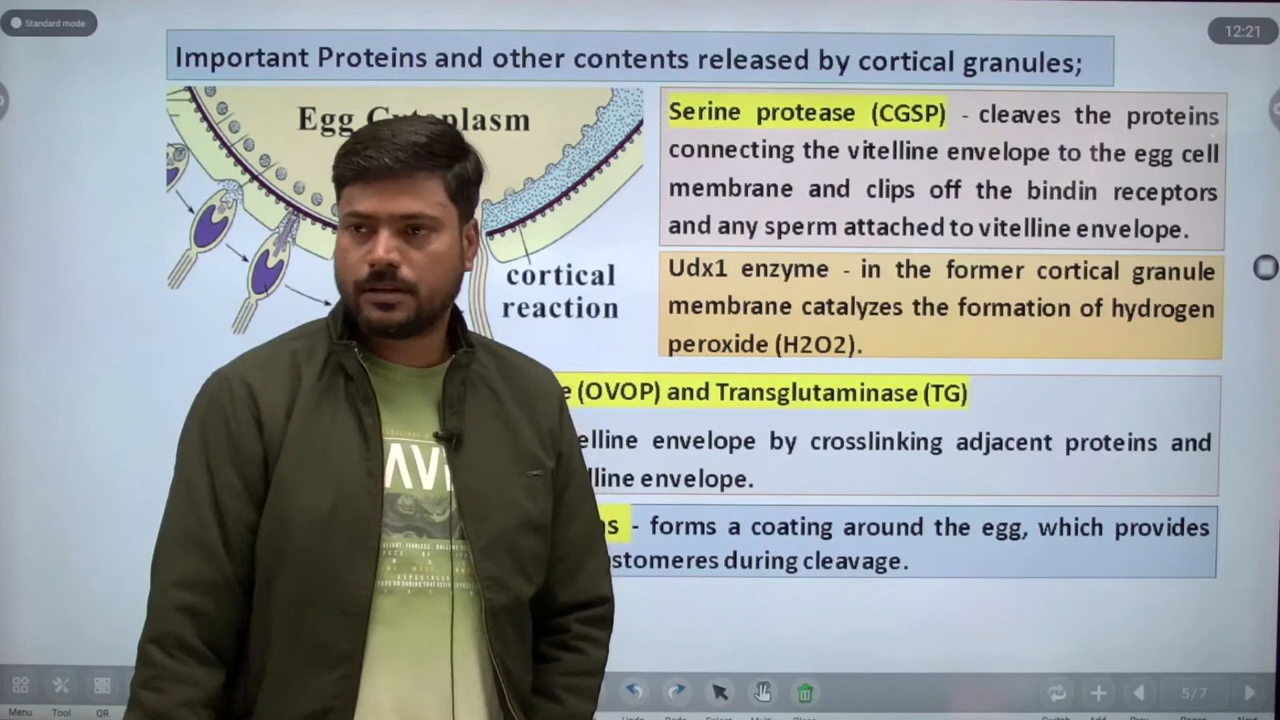 Standard mode
12:21
Important Proteins and other contents released by cortical granules;
Egg
cortical
reaction
Serine protease (CGSP) - cleaves the proteins
connecting the vitelline envelope to the egg cell
membrane and clips off the bindin receptors
and any sperm attached to vitelline envelope.
Udx1 enzyme - in the former cortical granule
membrane catalyzes the formation of hydrogen
peroxide (H2O2).
(OVOP) and Transglutaminase (TG)
envelope by crosslinking adjacent proteins and
envelope.
- forms a coating around the egg, which provides
during cleavage.
Menu
Tool
QR
5/7